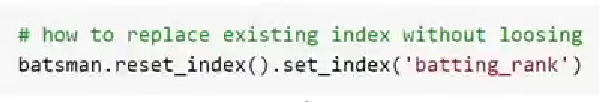 # how to replace existing index without loosing
batsman.reset_index().set_index('batting_rank')